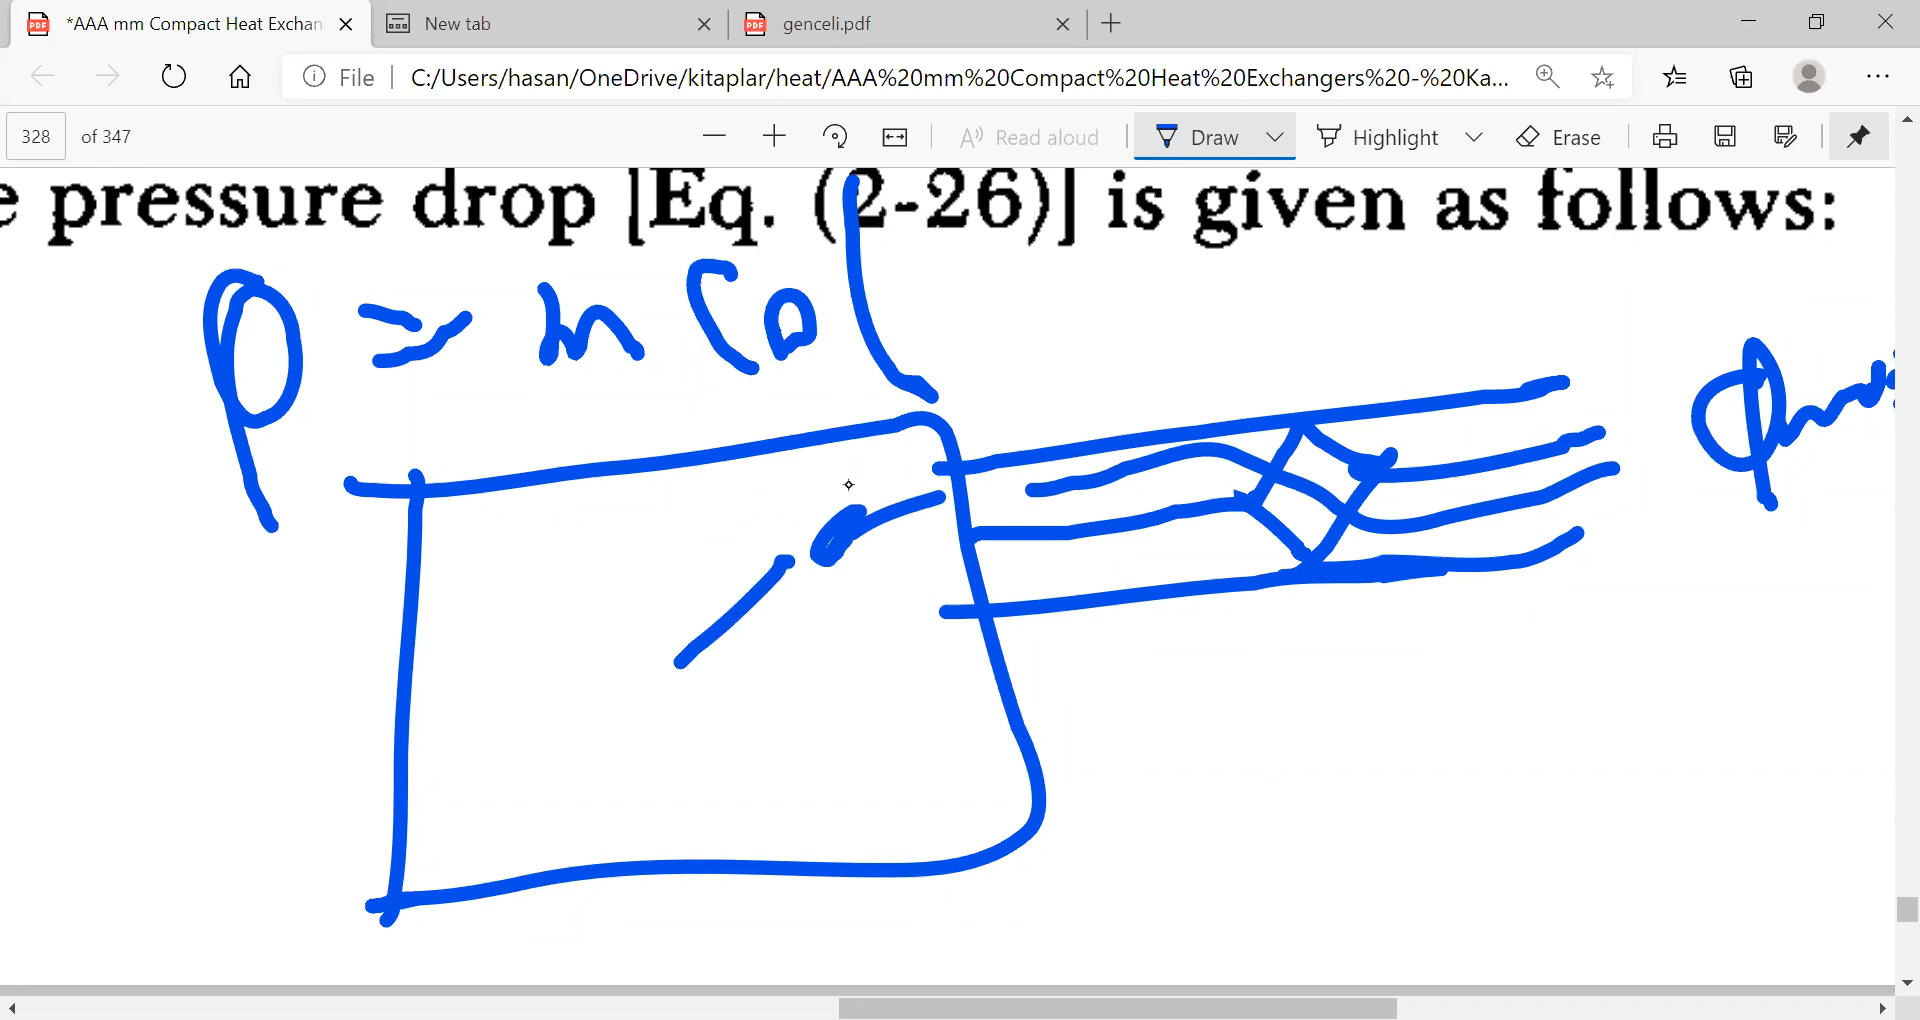 *AAA mm Compact Heat Exchan
New tab
genceli.pdf
File
C:/Users/hasan/OneDrive/kitaplar/heat/AAA%20mm%20Compact%20Heat%20Exchangers%20-%20Ka...
328 of 347
Read aloud
Draw
Highlight
Erase
e pressure drop [Eq. (2-26)] is given as follows: